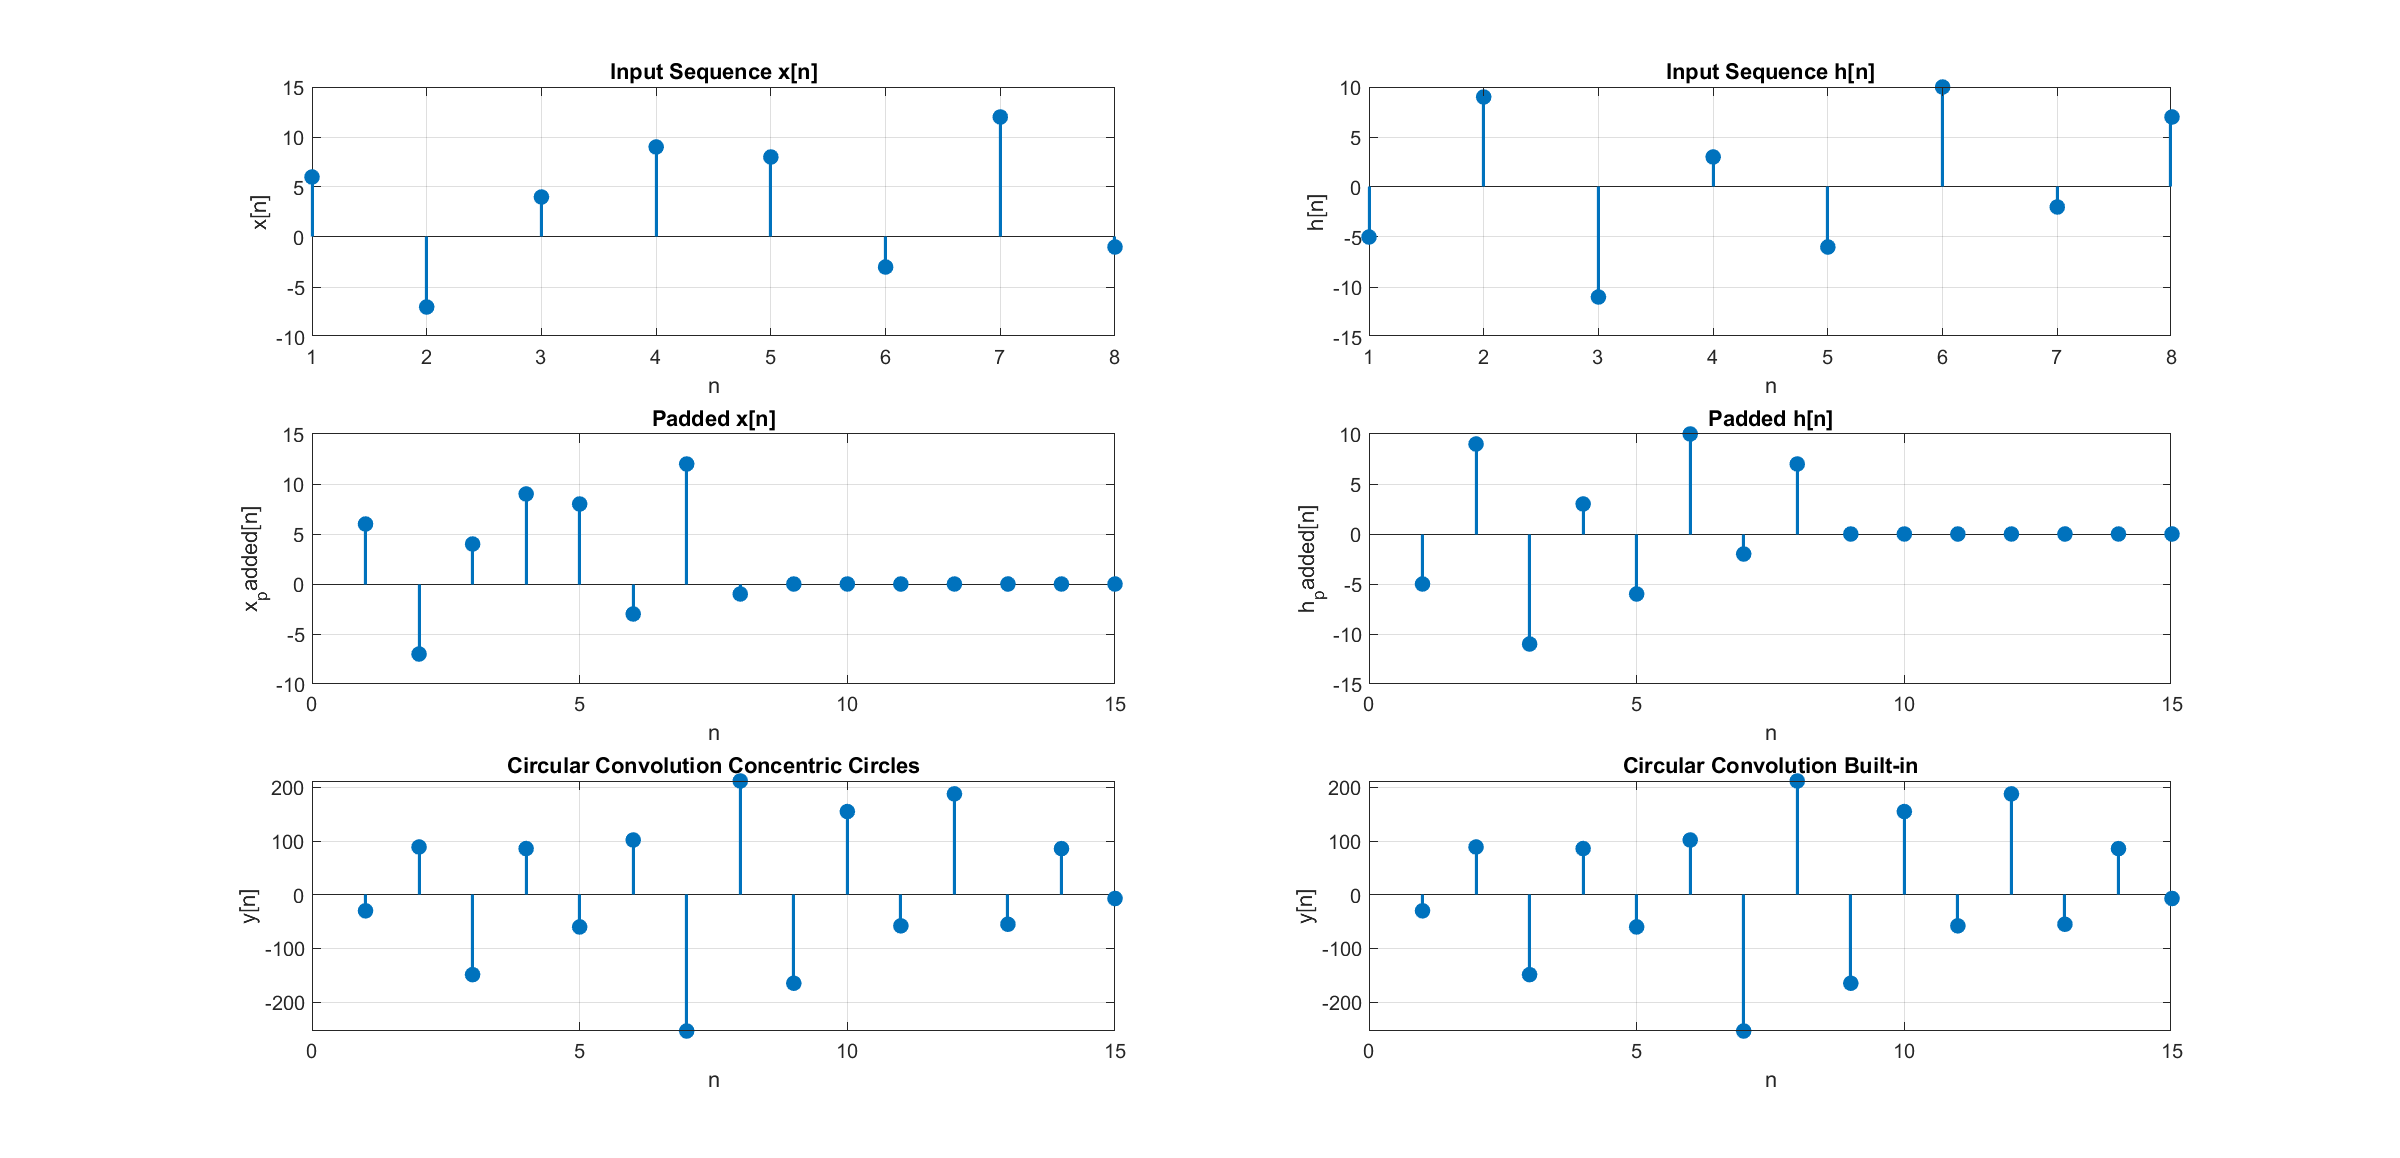 Input Sequence x[n]
15
10
5
0
-5
-10
x[n]
1 2 3 4 5 6 7 8
n
Input Sequence h[n]
10
5
0
-5
-10
-15
h[n]
1 2 3 4 5 6 7 8
n
Padded x[n]
15
10
5
0
-5
-10
xpadded[n]
0 5 10 15
n
Padded h[n]
10
5
0
-5
-10
-15
hpadded[n]
0 5 10 15
n
Circular Convolution Concentric Circles
200
100
0
-100
-200
y[n]
0 5 10 15
n
Circular Convolution Built-in
200
100
0
-100
-200
y[n]
0 5 10 15
n